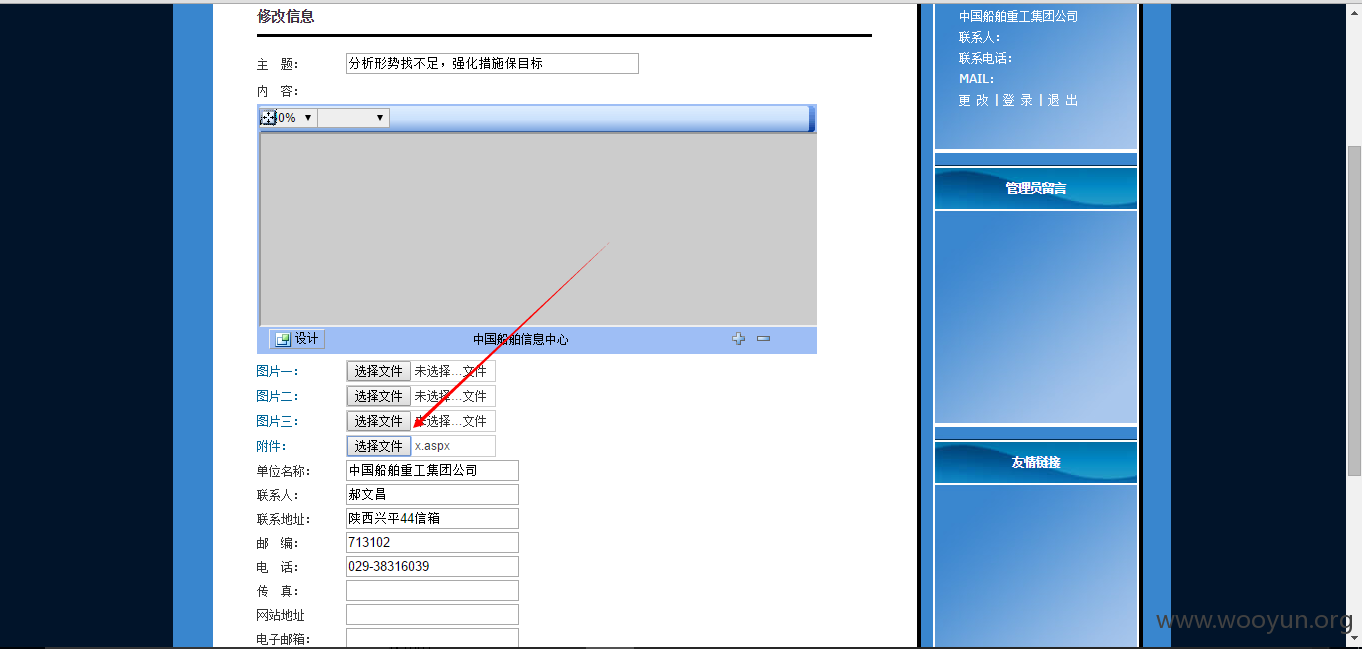 修改信息
主 题：
分析形势找不足，强化措施保目标
内 容：
0%
设计
中国船舶信息中心
图片一：
选择文件 未选择...文件
图片二：
选择文件 未选择...文件
图片三：
选择文件 未选择...文件
附件：
选择文件 x.aspx
单位名称：
中国船舶重工集团公司
联系人：
郝文昌
联系地址：
陕西兴平44信箱
邮 编：
713102
电 话：
029-38316039
传 真：
网站地址
电子邮箱：
中国船舶重工集团公司
联系人：
联系电话：
MAIL：
更 改 | 登 录 | 退 出
管理员留言
友情链接
www.wooyun.org